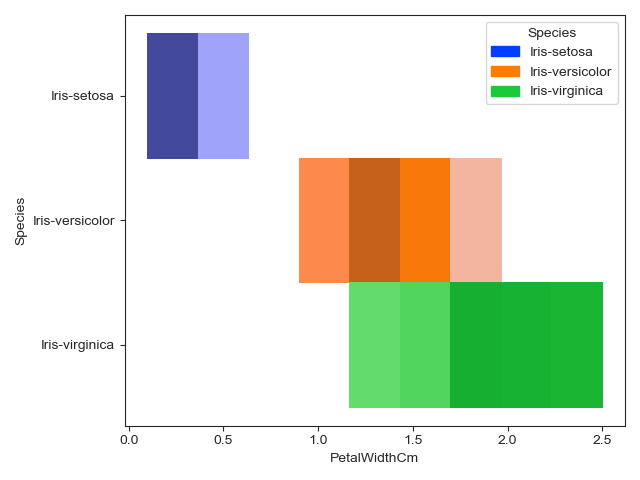 Species
Iris-setosa
Iris-versicolor
Iris-virginica
Species
Iris-setosa
Iris-versicolor
Iris-virginica
0.0 0.5 1.0 1.5 2.0 2.5
PetalWidthCm